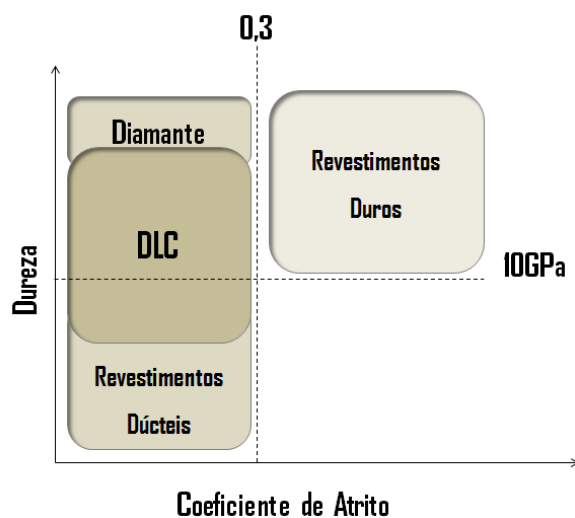 0,3
Diamante
Revestimentos
Duros
DLC
10GPa
Dureza
Revestimentos
Dúcteis
Coeficiente de Atrito